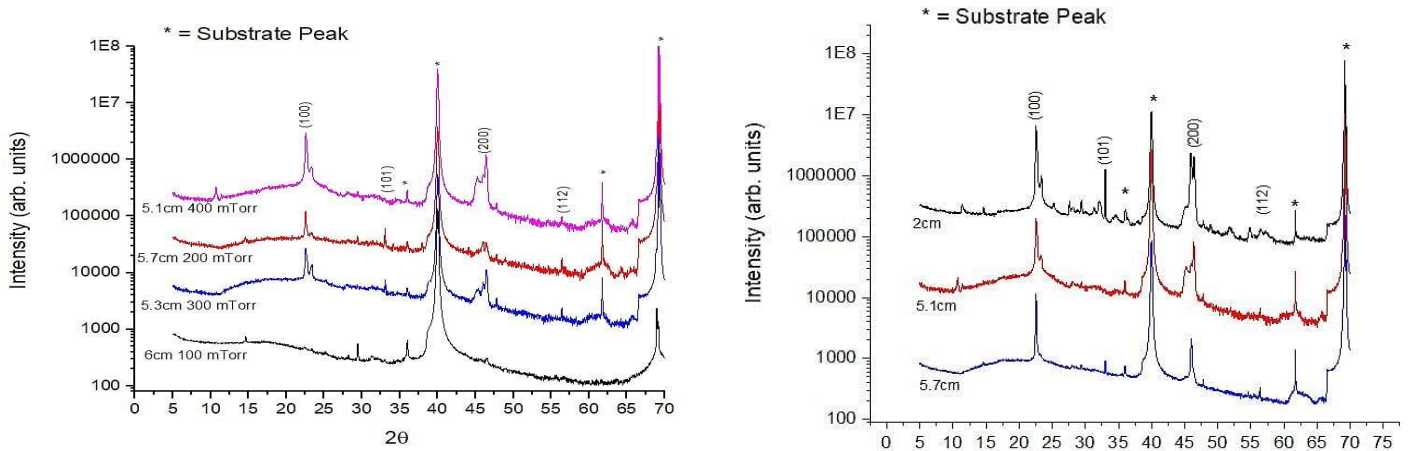 * = Substrate Peak
1E8
1E7
1000000
100000
10000
1000
100
Intensity (arb. units)
(100)
(101)
*
*
(200)
(112)
*
*
5.1cm 400 mTorr
5.7cm 200 mTorr
5.3cm 300 mTorr
6cm 100 mTorr
5 10 15 20 25 30 35 40 45 50 55 60 65 70
2θ
* = Substrate Peak
1E8
1E7
1000000
100000
10000
1000
100
Intensity (arb. units)
(100)
(101)
*
*
(200)
(112)
*
*
2cm
5.1cm
5.7cm
0 5 10 15 20 25 30 35 40 45 50 55 60 65 70 75